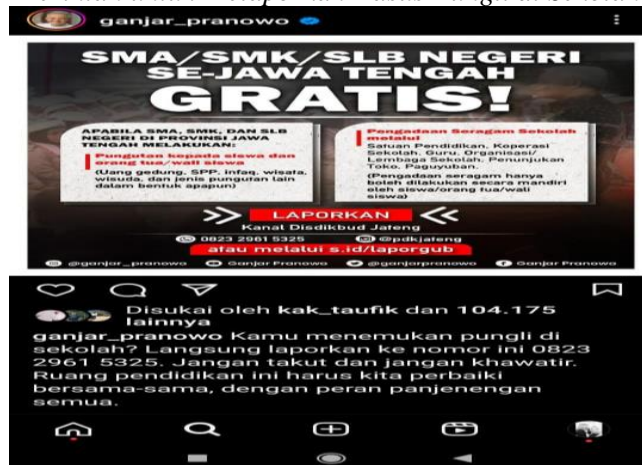 ganjar_pranowo
SMA/SMK/SLB NEGERI
SE-JAWA TENGAH
GRATIS!
APABILA SMA, SMK, DAN SLB
NEGERI DI PROVINSI JAWA
TENGAH MELAKUKAN:
Pungutan kepada siswa dan
orang tua/wali siswa
(Uang gedung, SPP, infaq, wisata,
wisuda, dan jenis pungutan lain
dalam bentuk apapun)
Pengadaan Seragam Sekolah
melalui
Satuan Pendidikan, Koperasi
Sekolah, Guru, Organisasi/
Lembaga Sekolah, Penunjukan
Toko, Paguyuban.
(Pengadaan seragam hanya
boleh dilakukan secara mandiri
oleh siswa/orang tua/wali
siswa)
LAPORKAN
Kanal Disdikbud Jateng
0823 2961 5325 @pdkjateng
atau melalui s.id/laporgub
@ganjar_pranowo Ganjar Pranowo @ganjarpranowo Ganjar Pranowo
Disukai oleh kak_taufik dan 104.175
lainnya
ganjar_pranowo Kamu menemukan pungli di
sekolah? Langsung laporkan ke nomor ini 0823
2961 5325. Jangan takut dan jangan khawatir.
Ruang pendidikan ini harus kita perbaiki
bersama-sama, dengan peran panjenengan
semua.